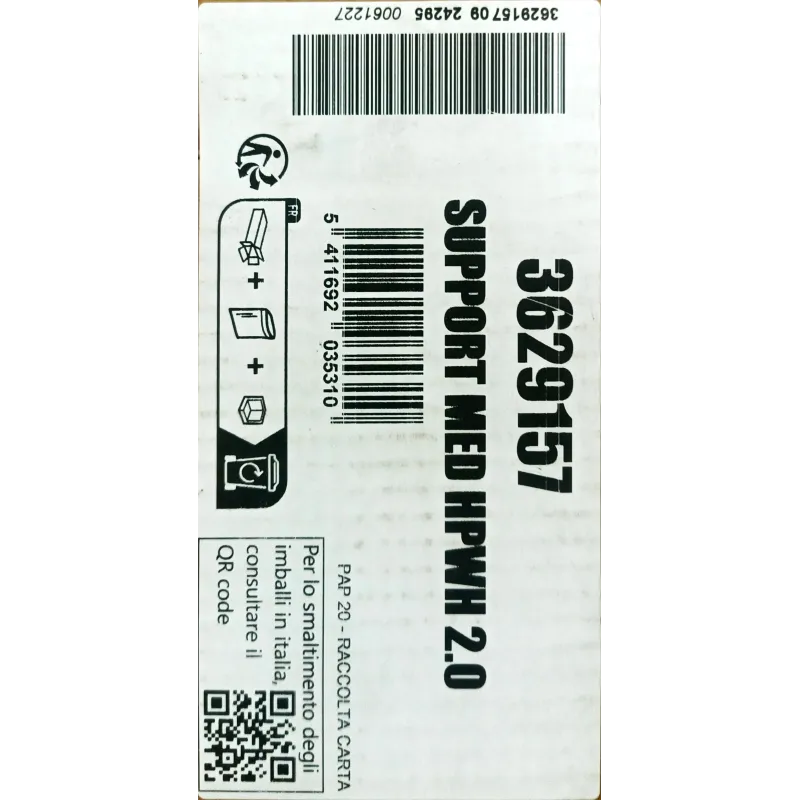 3629157 09 24295 0061227
3629157
SUPPORT MED HPWH 2.0
5 411692 035310
FR
+
+
PAP 20 - RACCOLTA CARTA
Per lo smaltimento degli
imballi in italia,
consultare il
QR code